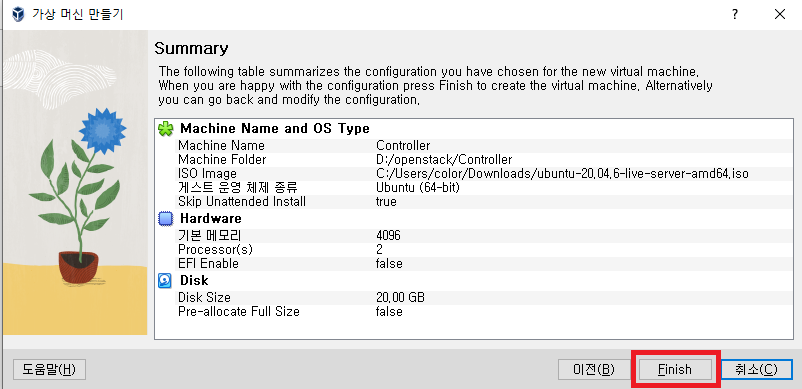 가상 머신 만들기
Summary
The following table summarizes the configuration you have chosen for the new virtual machine.
When you are happy with the configuration press Finish to create the virtual machine. Alternatively
you can go back and modify the configuration.
Machine Name and OS Type
Machine Name Controller
Machine Folder D:/openstack/Controller
ISO Image C:/Users/color/Downloads/ubuntu-20.04.6-live-server-amd64.iso
게스트 운영 체제 종류 Ubuntu (64-bit)
Skip Unattended Install true
Hardware
기본 메모리 4096
Processor(s) 2
EFI Enable false
Disk
Disk Size 20.00 GB
Pre-allocate Full Size false
도움말(H) 이전(B) Finish 취소(C)